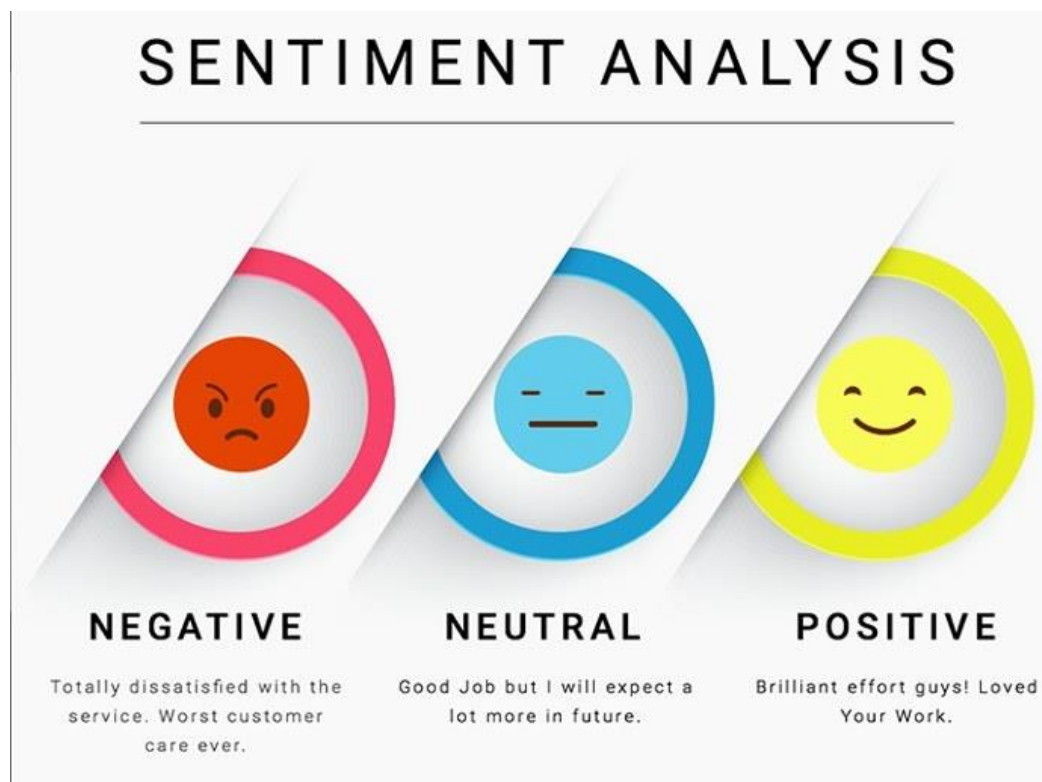 SENTIMENT ANALYSIS
NEGATIVE
Totally dissatisfied with the
service. Worst customer
care ever.
NEUTRAL
Good Job but I will expect a
lot more in future.
POSITIVE
Brilliant effort guys! Loved
Your Work.